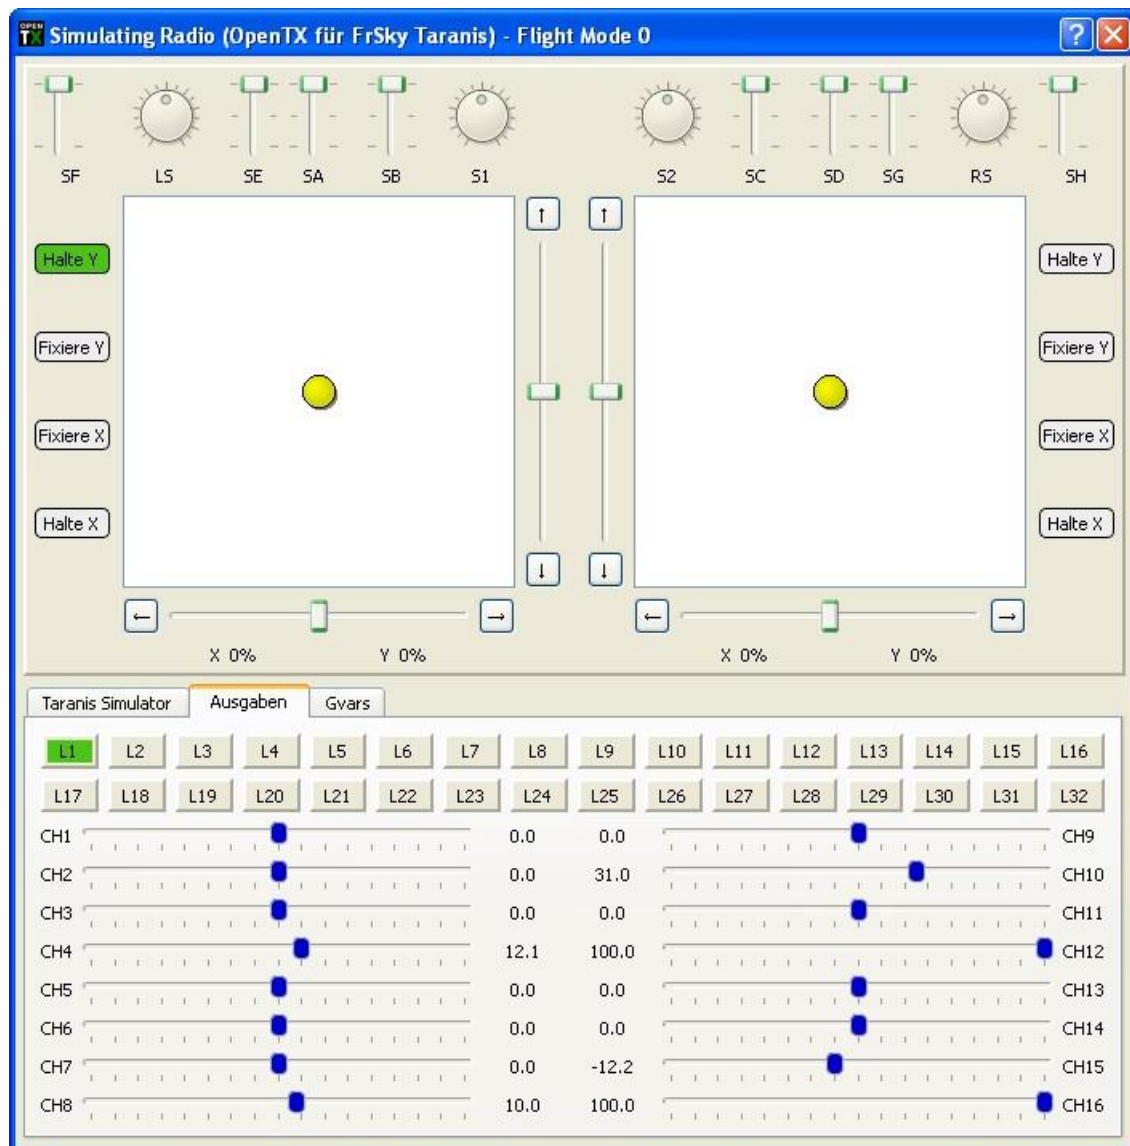 OPEN TX Simulating Radio (OpenTX für FrSky Taranis) - Flight Mode 0 ?
SF LS SE SA SB S1 S2 SC SD SG RS SH
↑ ↑
Halte Y Halte Y
Fixiere Y Fixiere Y
Fixiere X Fixiere X
Halte X Halte X
↓ ↓
← → ← →
X 0% Y 0% X 0% Y 0%
Taranis Simulator Ausgaben Gvars
L1 L2 L3 L4 L5 L6 L7 L8 L9 L10 L11 L12 L13 L14 L15 L16
L17 L18 L19 L20 L21 L22 L23 L24 L25 L26 L27 L28 L29 L30 L31 L32
CH1 0.0 0.0 CH9
CH2 0.0 31.0 CH10
CH3 0.0 0.0 CH11
CH4 12.1 100.0 CH12
CH5 0.0 0.0 CH13
CH6 0.0 0.0 CH14
CH7 0.0 -12.2 CH15
CH8 10.0 100.0 CH16